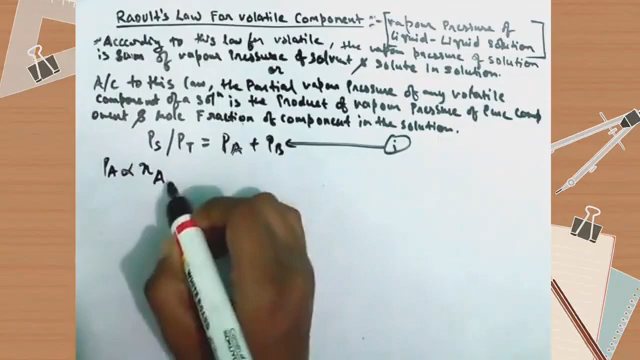 Raoult's Law For Volatile Component :- [vapour Pressure of
Liquid-Liquid solution]
→ According to this law for volatile, the vapour pressure of solution
is sum of vapour Pressure of solvent & solute in solution.
or
A/c to this law, the Partial vapour Pressure of any volatile
component of a solⁿ is the Product of vapour Pressure of Pure Comp
onent & mole Fraction of component in the solution.
PS/PT = PA + PB ← (i)
PA ∝ xA